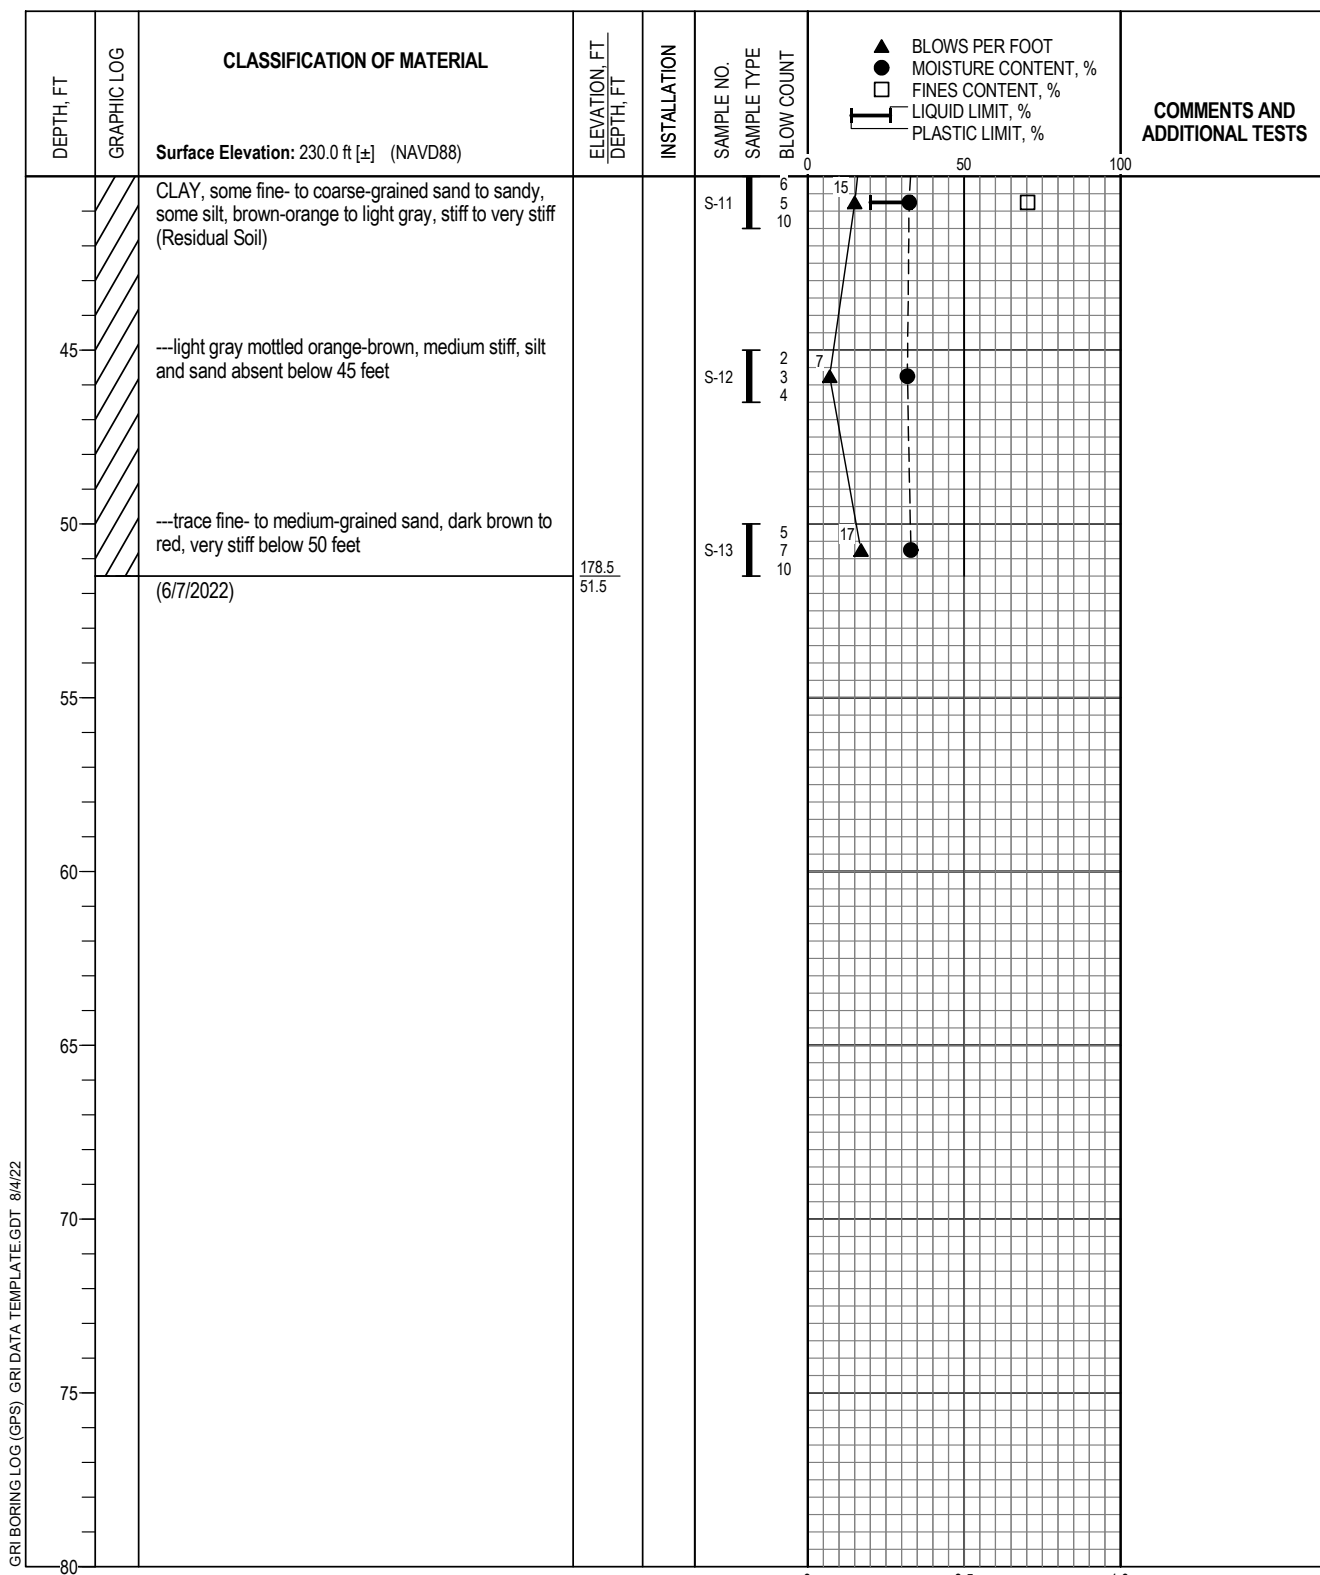 DEPTH, FT
GRAPHIC LOG
CLASSIFICATION OF MATERIAL
Surface Elevation: 230.0 ft [±] (NAVD88)
ELEVATION, FT
DEPTH, FT
INSTALLATION
SAMPLE NO.
SAMPLE TYPE
BLOW COUNT
BLOWS PER FOOT
MOISTURE CONTENT, %
FINES CONTENT, %
LIQUID LIMIT, %
PLASTIC LIMIT, %
0 50 100
COMMENTS AND
ADDITIONAL TESTS
CLAY, some fine- to coarse-grained sand to sandy,
some silt, brown-orange to light gray, stiff to very stiff
(Residual Soil)
S-11
6
5
10
15
45
---light gray mottled orange-brown, medium stiff, silt
and sand absent below 45 feet
S-12
2
3
4
7
50
---trace fine- to medium-grained sand, dark brown to
red, very stiff below 50 feet
S-13
5
7
10
17
178.5
51.5
(6/7/2022)
55
60
65
70
75
80
GRI BORING LOG (GPS) GRI DATA TEMPLATE.GDT 8/4/22